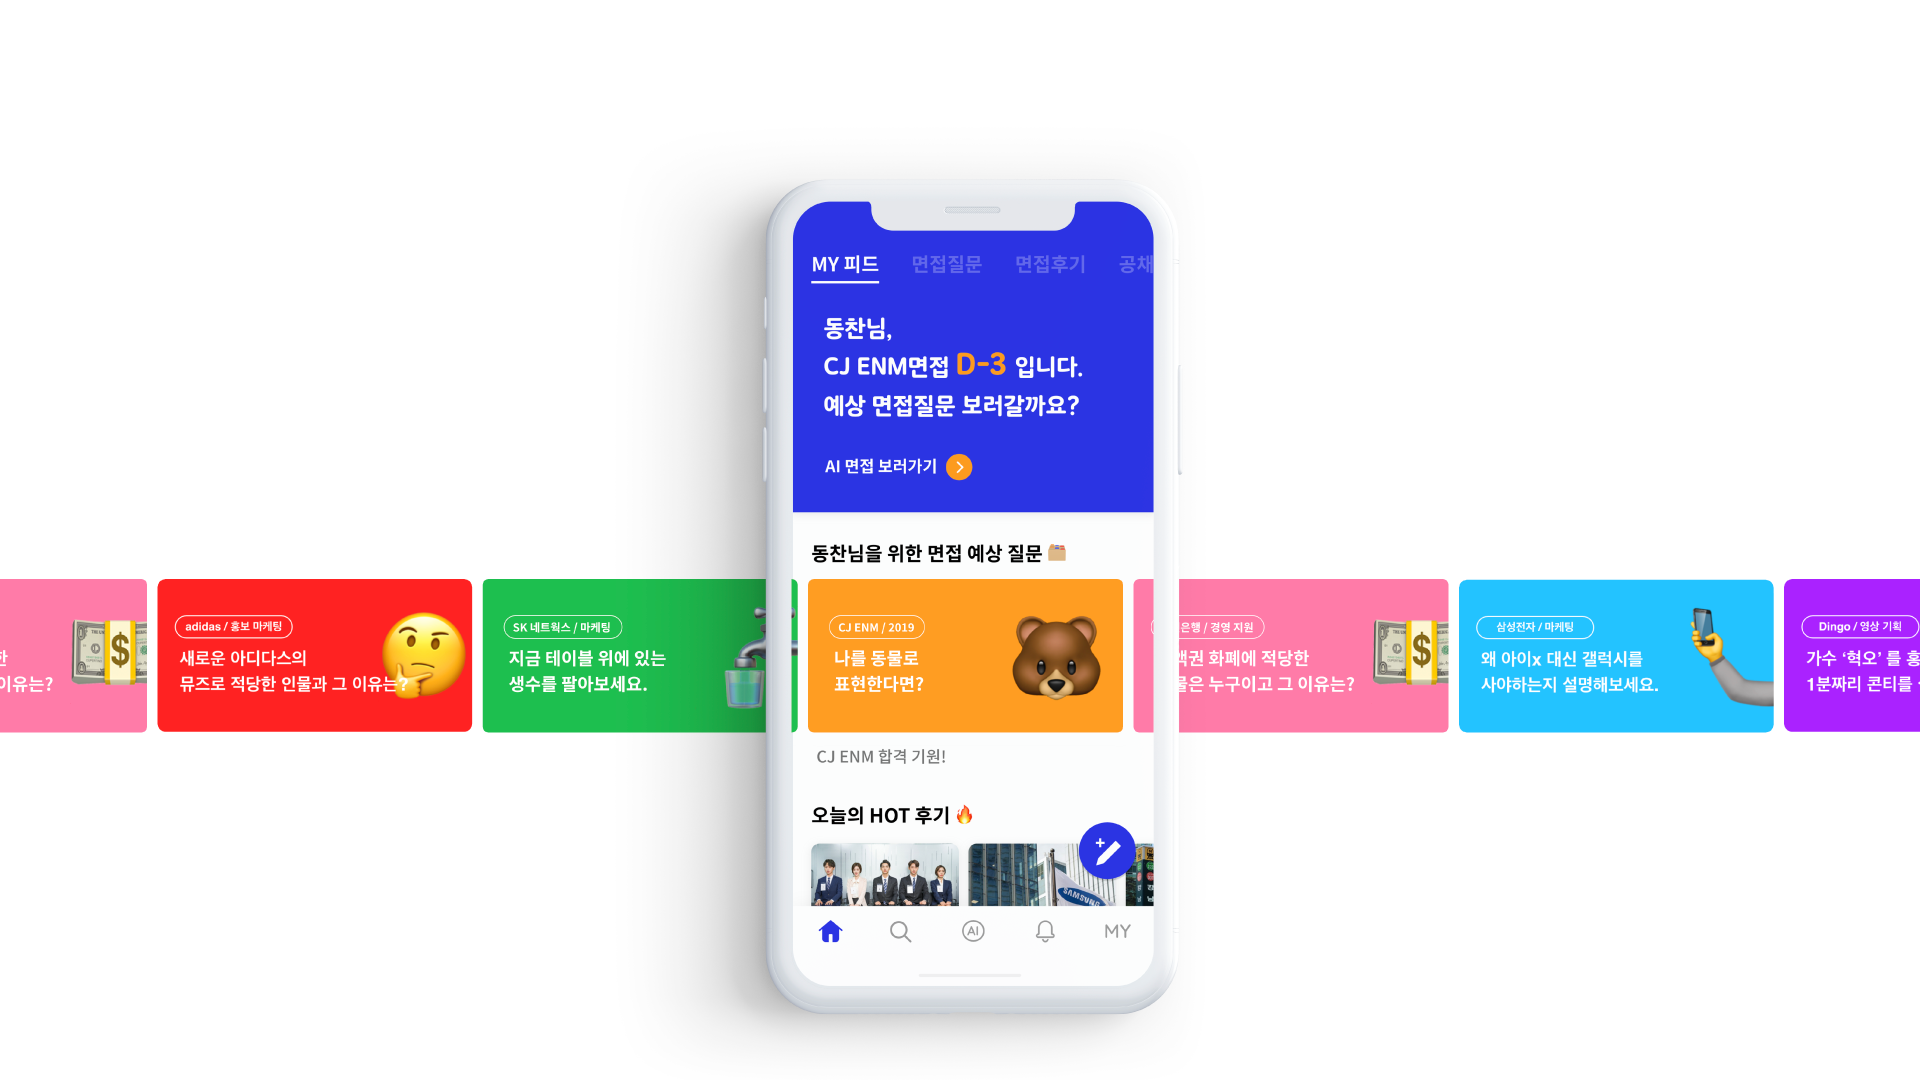 MY 피드
면접질문
면접후기
공채
동찬님,
CJ ENM면접 D-3 입니다.
예상 면접질문 보러갈까요?
AI 면접 보러가기
동찬님을 위한 면접 예상 질문
한
이유는?
adidas / 홍보 마케팅
새로운 아디다스의
뮤즈로 적당한 인물과 그 이유는?
SK 네트웍스 / 마케팅
지금 테이블 위에 있는
생수를 팔아보세요.
CJ ENM / 2019
나를 동물로
표현한다면?
은행 / 경영 지원
액권 화폐에 적당한
물은 누구이고 그 이유는?
삼성전자 / 마케팅
왜 아이x 대신 갤럭시를
사야하는지 설명해보세요.
Dingo / 영상 기획
가수 ‘혁오’ 를 홍
1분짜리 콘티를
CJ ENM 합격 기원!
오늘의 HOT 후기
SAMSUNG
AI
MY